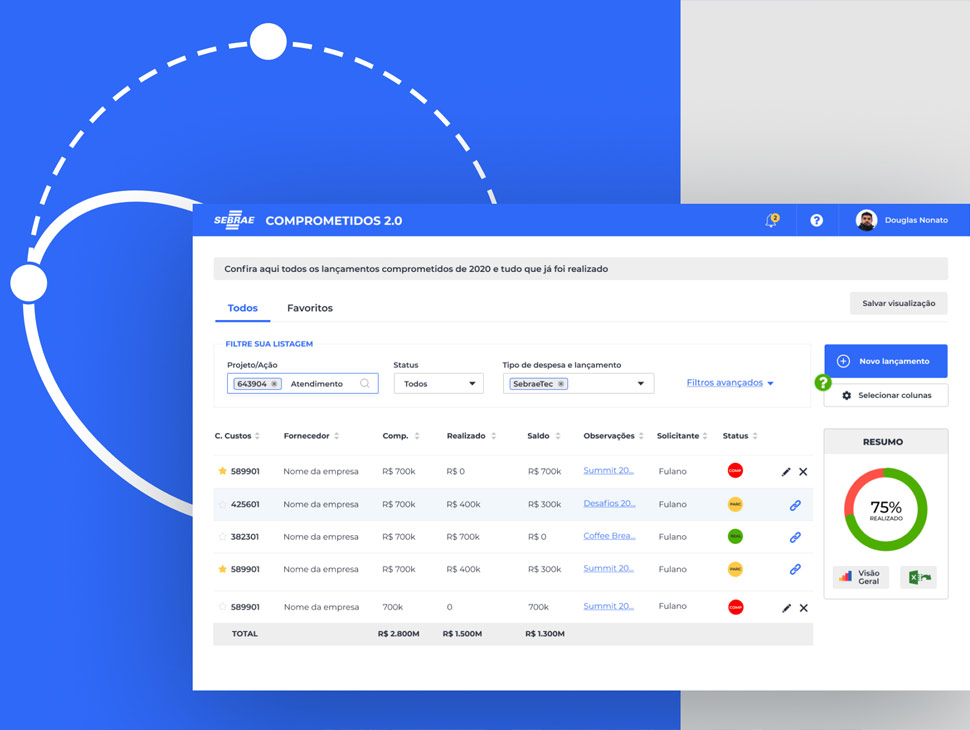 SEBRAE COMPROMETIDOS 2.0 2 ? Douglas Nonato
Confira aqui todos os lançamentos comprometidos de 2020 e tudo que já foi realizado
Todos Favoritos Salvar visualização
FILTRE SUA LISTAGEM
Projeto/Ação Status Tipo de despesa e lançamento
643904 Atendimento Todos SebraeTec Filtros avançados
Novo lançamento
?
Selecionar colunas
C. Custos Fornecedor Comp. Realizado Saldo Observações Solicitante Status
589901 Nome da empresa R$ 700k R$ 0 R$ 700k Summit 20... Fulano COMP
425601 Nome da empresa R$ 700k R$ 400k R$ 300k Desafios 20... Fulano PARC
382301 Nome da empresa R$ 700k R$ 700k R$ 0 Coffee Brea... Fulano
589901 Nome da empresa R$ 700k R$ 400k R$ 300k Summit 20... Fulano PARC
589901 Nome da empresa 700k 0 700k Summit 20... Fulano COMP
TOTAL R$ 2.800M R$ 1.500M R$ 1.300M
RESUMO
75%
REALIZADO
Visão
Geral
X